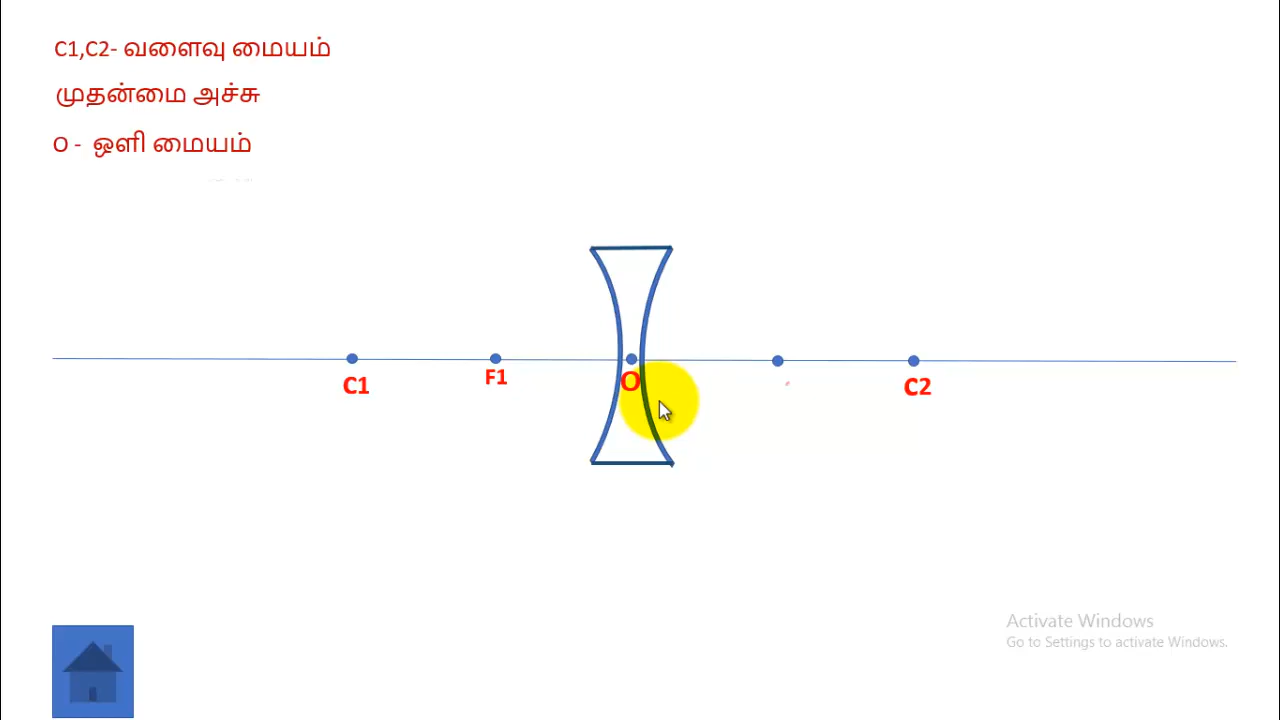 C1,C2- வளைவு மையம்
முதன்மை அச்சு
O - ஒளி மையம்
C1
F1
O
C2
Activate Windows
Go to Settings to activate Windows.